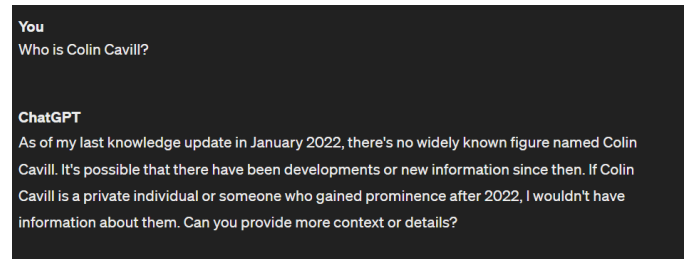 You
Who is Colin Cavill?
ChatGPT
As of my last knowledge update in January 2022, there's no widely known figure named Colin
Cavill. It's possible that there have been developments or new information since then. If Colin
Cavill is a private individual or someone who gained prominence after 2022, I wouldn't have
information about them. Can you provide more context or details?